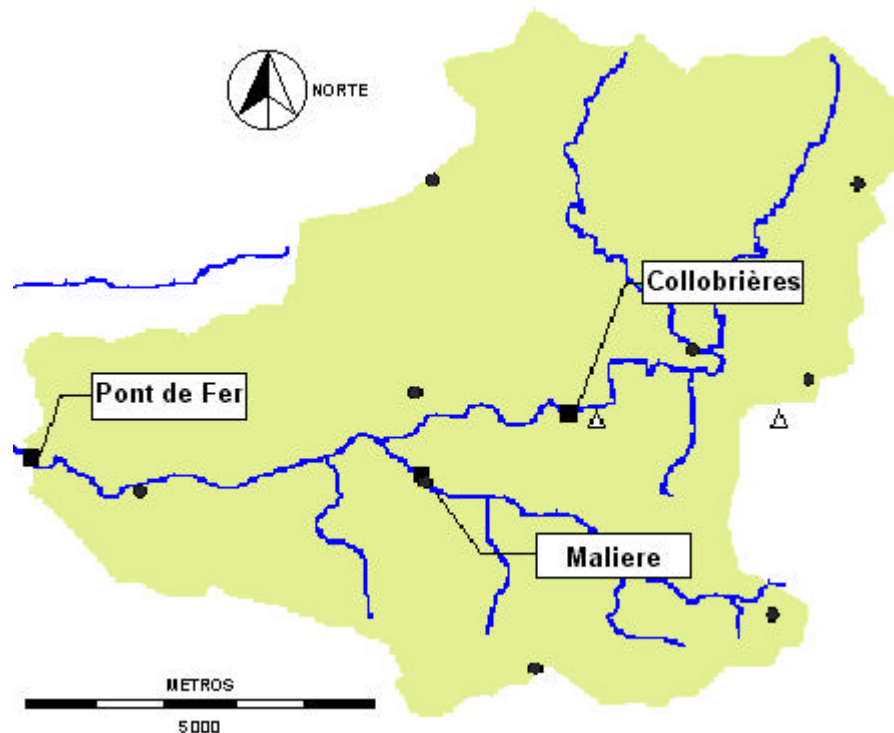 NORTE
Collobrières
Pont de Fer
Maliere
METROS
5000